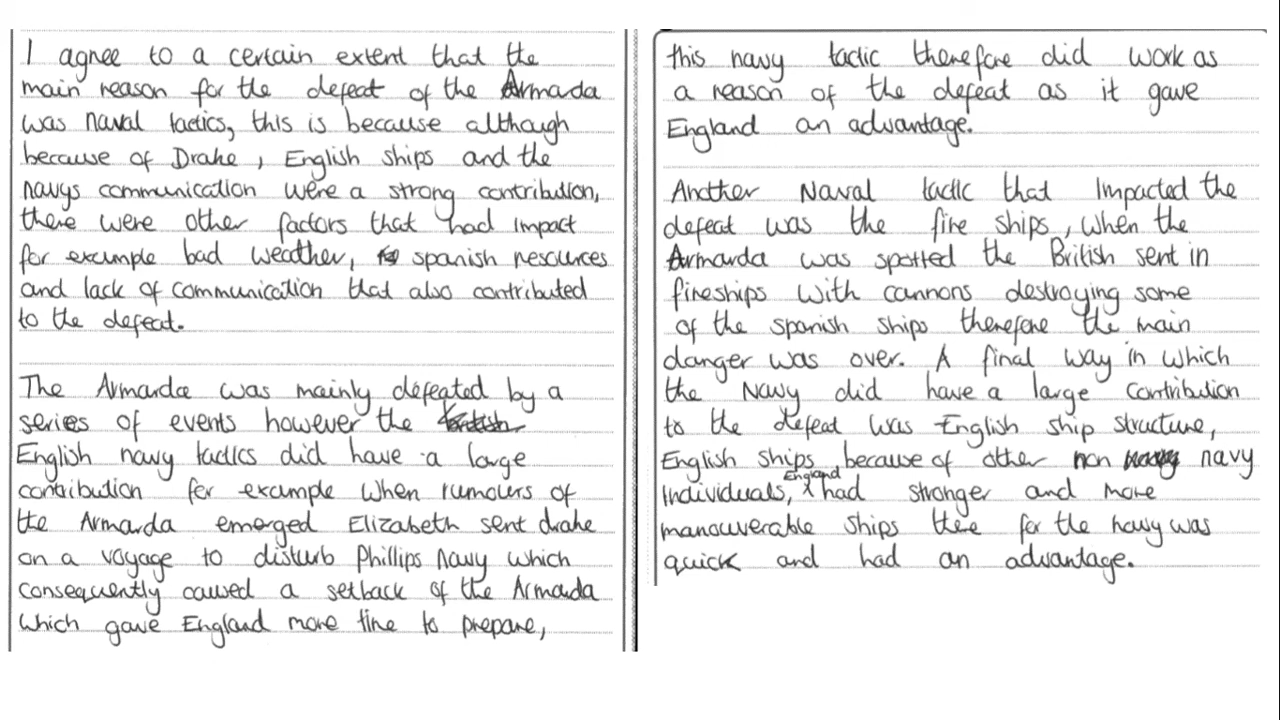 I agree to a certain extent that the
main reason for the defeat of the Armada
was naval tactics, this is because although
because of Drake, English ships and the
navys communication were a strong contribution,
there were other factors that had impact
for example bad weather, spanish resources
and lack of communication that also contributed
to the defeat.
The Armarda was mainly defeated by a
series of events however the
English navy tactics did have a large
contribution for example when rumours of
the Armarda emerged Elizabeth sent drake
on a voyage to disturb Phillips navy which
consequently caused a setback of the Armada
which gave England more time to prepare,
this navy tactic therefore did work as
a reason of the defeat as it gave
England an advantage.
Another Naval tactic that impacted the
defeat was the fire ships, when the
Armarda was spotted the British sent in
fireships with cannons destroying some
of the spanish ships therefore the main
danger was over. A final way in which
the Navy did have a large contribution
to the defeat was English ship structure,
English ships because of other non navy
individuals, England had stronger and more
manouverable ships there for the navy was
quick and had an advantage.